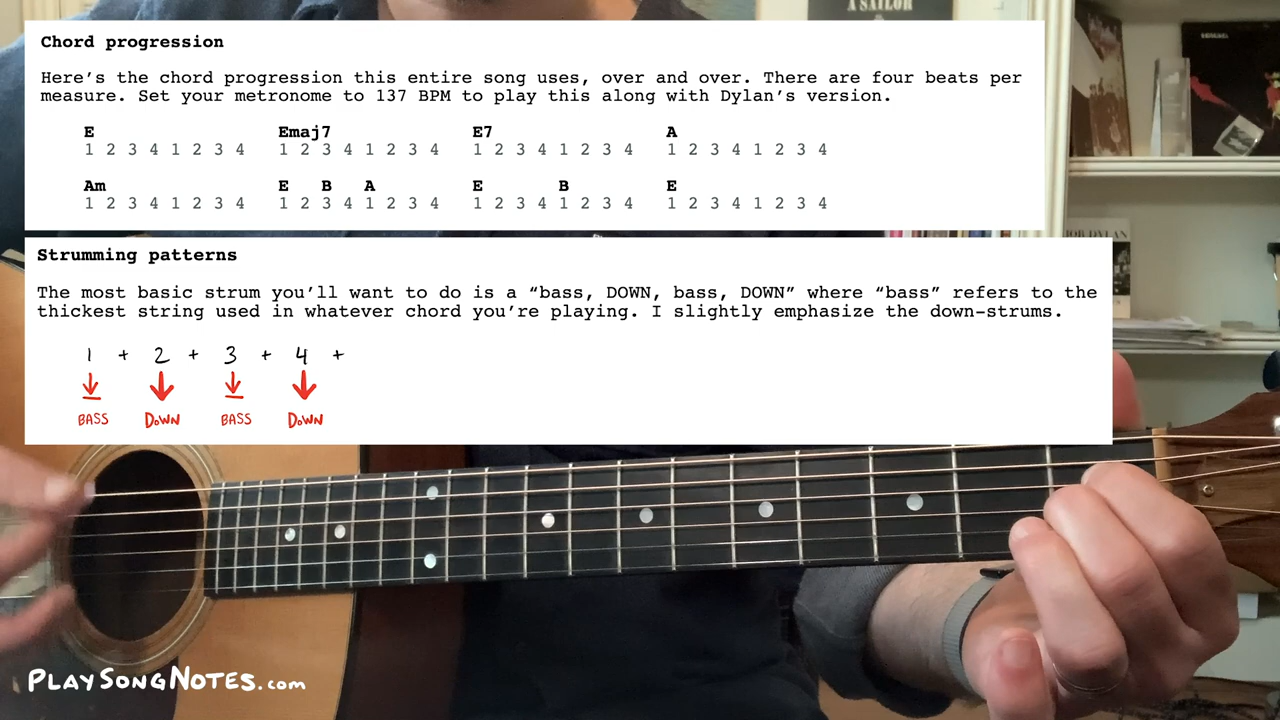 A SAILOR
Chord progression
Here's the chord progression this entire song uses, over and over. There are four beats per
measure. Set your metronome to 137 BPM to play this along with Dylan's version.
E Emaj7 E7 A
1 2 3 4 1 2 3 4 1 2 3 4 1 2 3 4 1 2 3 4 1 2 3 4 1 2 3 4 1 2 3 4
Am E B A E B E
1 2 3 4 1 2 3 4 1 2 3 4 1 2 3 4 1 2 3 4 1 2 3 4 1 2 3 4 1 2 3 4
BOB DYLAN
Strumming patterns
The most basic strum you'll want to do is a “bass, DOWN, bass, DOWN” where “bass” refers to the
thickest string used in whatever chord you're playing. I slightly emphasize the down-strums.
1 + 2 + 3 + 4 +
BASS DOWN BASS DOWN
PLAYSONGNOTES.COM